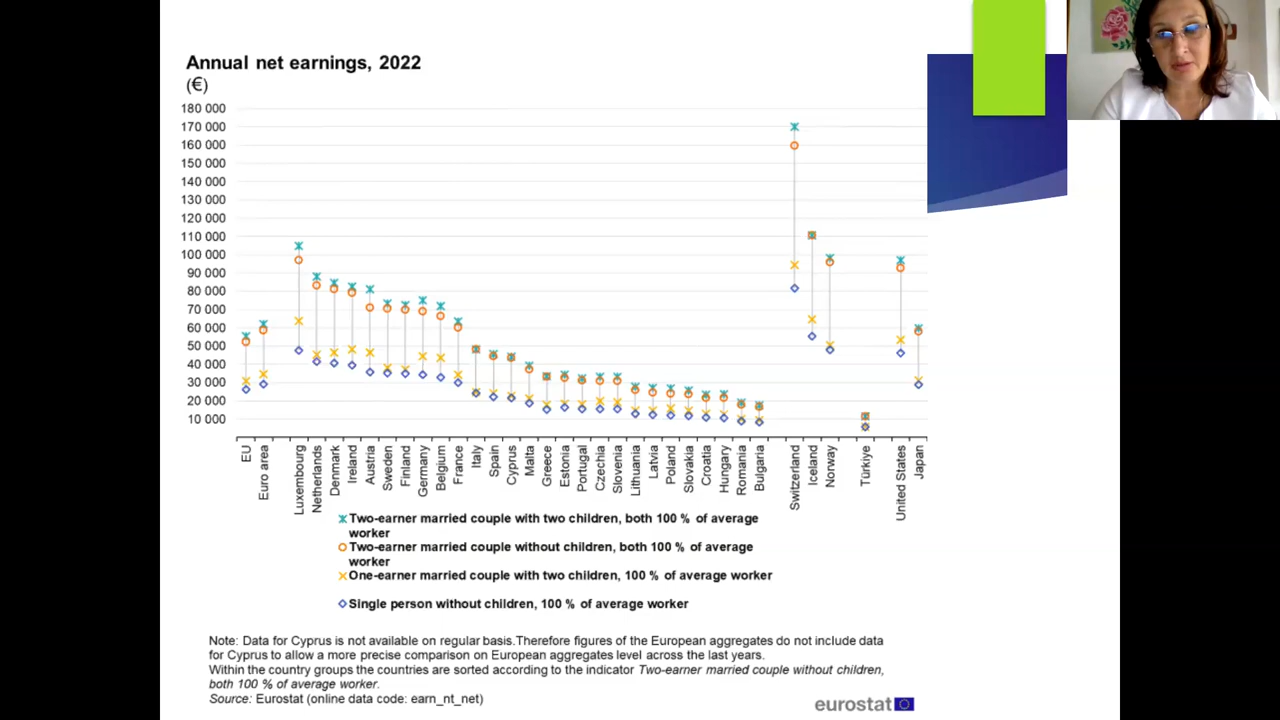 Annual net earnings, 2022
(€)
180 000
170 000
160 000
150 000
140 000
130 000
120 000
110 000
100 000
90 000
80 000
70 000
60 000
50 000
40 000
30 000
20 000
10 000
EU
Euro area
Luxembourg
Netherlands
Denmark
Ireland
Austria
Sweden
Finland
Germany
Belgium
France
Italy
Spain
Cyprus
Malta
Greece
Estonia
Portugal
Czechia
Slovenia
Lithuania
Latvia
Poland
Slovakia
Croatia
Hungary
Romania
Bulgaria
Switzerland
Iceland
Norway
Türkiye
United States
Japan
Two-earner married couple with two children, both 100 % of average
worker
Two-earner married couple without children, both 100 % of average
worker
One-earner married couple with two children, 100 % of average worker
Single person without children, 100 % of average worker
Note: Data for Cyprus is not available on regular basis.Therefore figures of the European aggregates do not include data
for Cyprus to allow a more precise comparison on European aggregates level across the last years.
Within the country groups the countries are sorted according to the indicator Two-earner married couple without children,
both 100 % of average worker.
Source: Eurostat (online data code: earn_nt_net)
eurostat